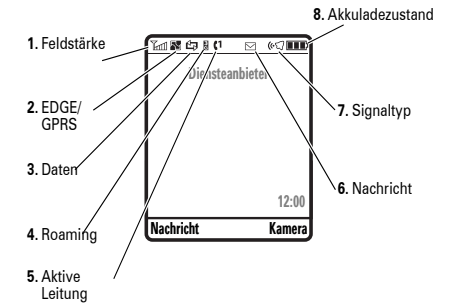 8. Akkuladezustand
1. Feldstärke
Diensteanbieter
2. EDGE/
GPRS
7. Signaltyp
3. Daten
6. Nachricht
12:00
4. Roaming
Nachricht Kamera
5. Aktive
Leitung